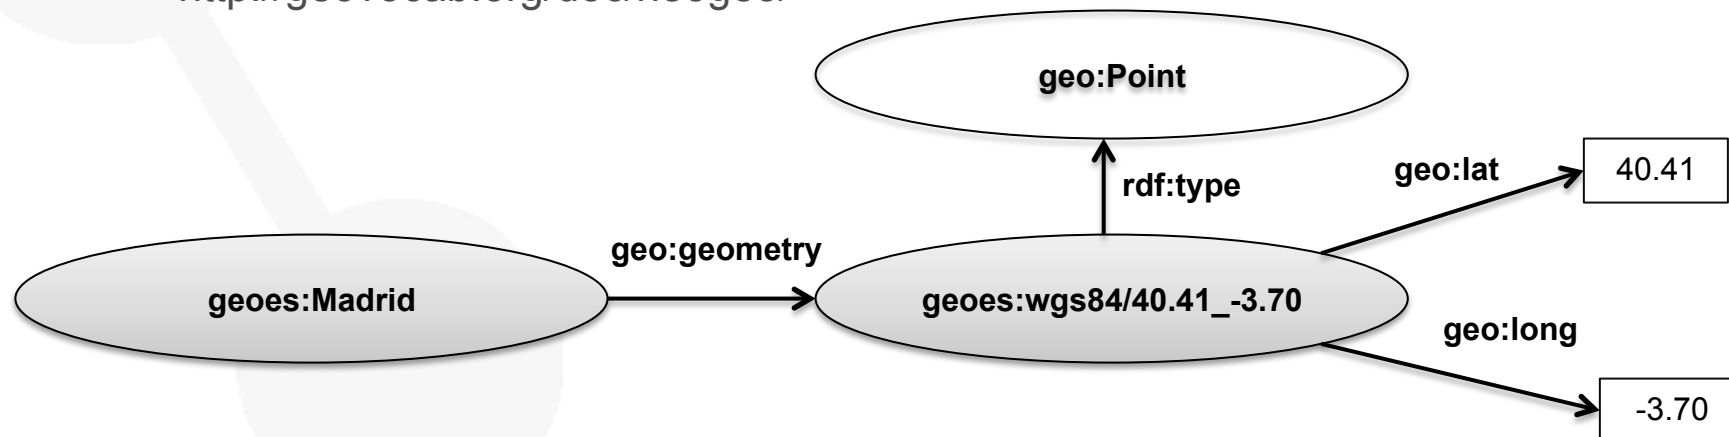 geo:Point
rdf:type
geo:lat
40.41
geo:geometry
geoes:Madrid
geoes:wgs84/40.41_-3.70
geo:long
-3.70